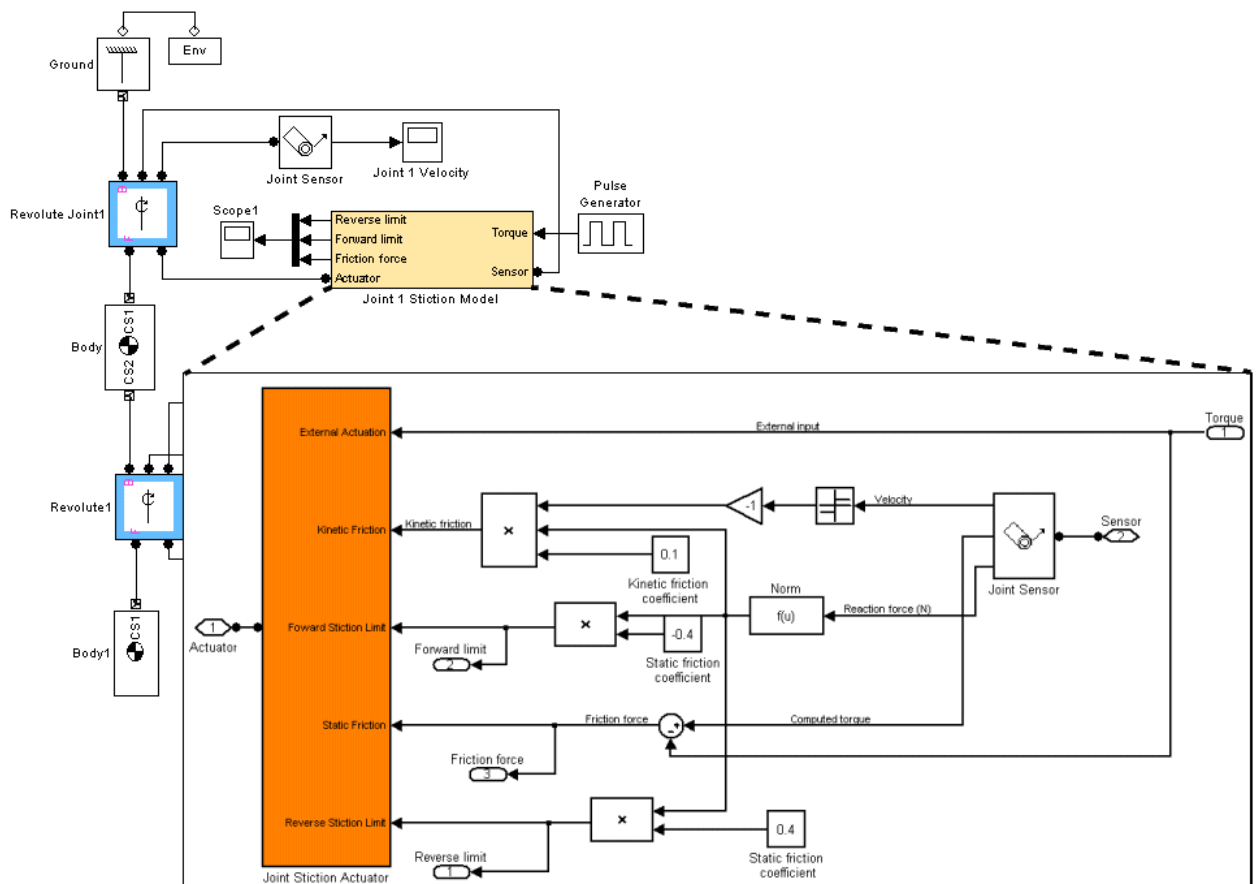 Env
Ground
Joint Sensor
Joint 1 Velocity
B
Revolute Joint1
F
Scope1
Reverse limit
Forward limit
Friction force
Actuator
Torque
Sensor
Pulse
Generator
Joint 1 Stiction Model
Body
CS1
CS2
B
Revolute1
F
CS1
Body1
External Actuation
External input
Torque
1
Kinetic Friction
Kinetic friction
×
-1
Velocity
Sensor
2
0.1
Kinetic friction
coefficient
Joint Sensor
Norm
f(u)
Reaction force (N)
1
Actuator
Foward Stiction Limit
×
-0.4
Forward limit
2
Static friction
coefficient
Static Friction
Friction force
+
-
Computed torque
Friction force
3
Reverse Stiction Limit
×
0.4
Reverse limit
1
Static friction
coefficient
Joint Stiction Actuator